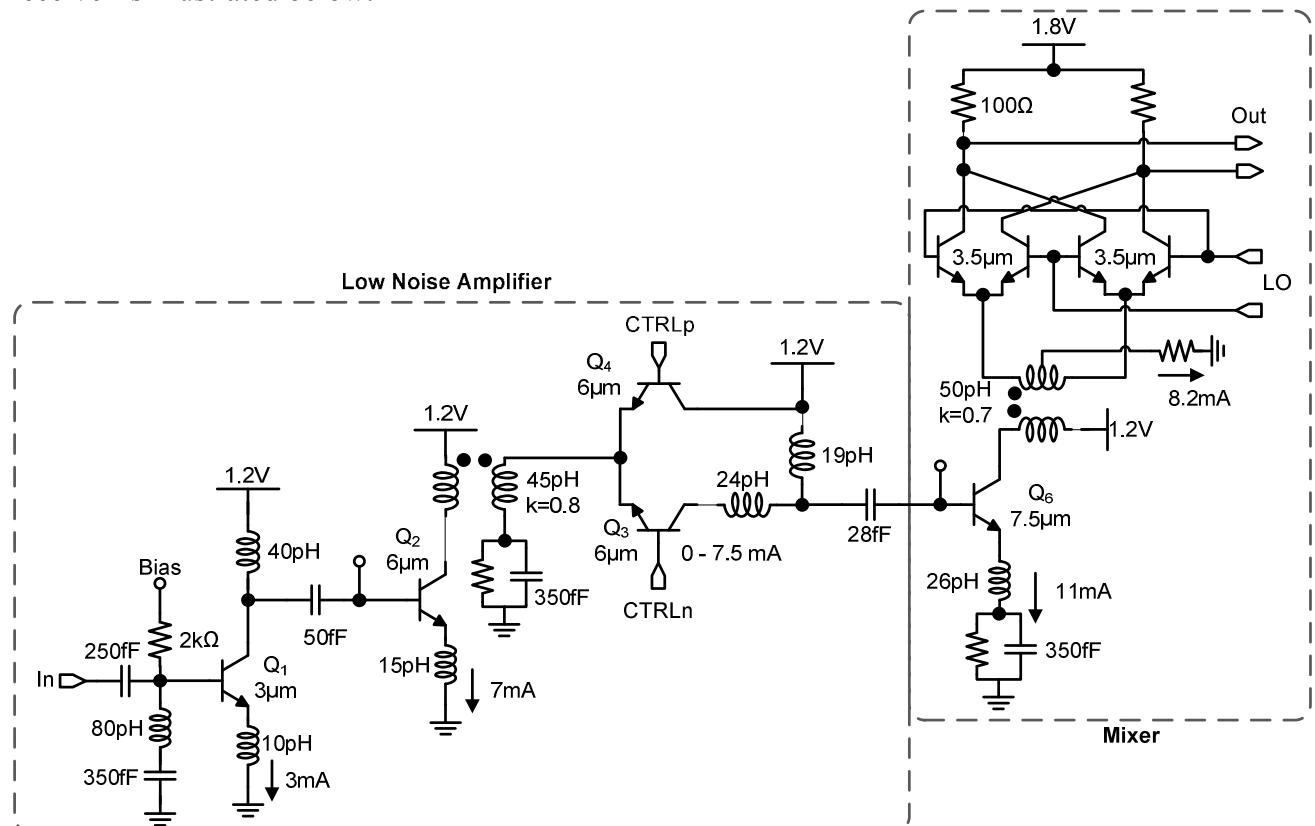 1.8V
100Ω
Out
3.5µm
3.5µm
LO
Low Noise Amplifier
CTRLp
1.2V
Q4
6µm
50pH
k=0.7
8.2mA
1.2V
1.2V
19pH
45pH
k=0.8
24pH
Q6
7.5µm
1.2V
Q3
6µm
0 - 7.5 mA
28fF
Q2
6µm
40pH
Bias
350fF
CTRLn
26pH
11mA
2kΩ
50fF
350fF
250fF
Q1
3µm
15pH
7mA
In
80pH
10pH
Mixer
350fF
3mA